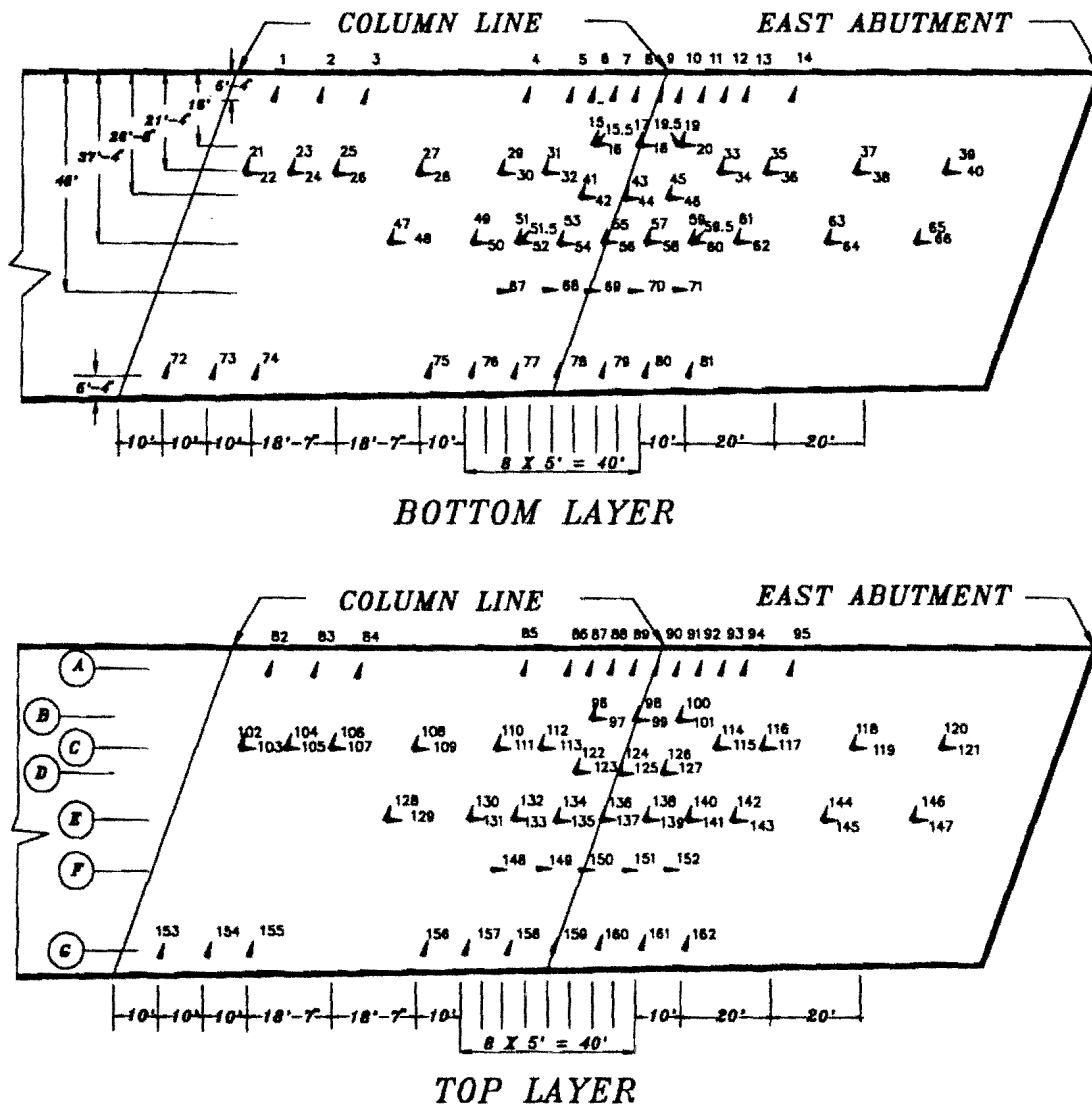 COLUMN LINE EAST ABUTMENT
1 2 3 4 5 6 7 8 9 10 11 12 13 14
6'-4"
16'
21'-4"
37'-4"
48'
15 15.5 16 17 18 19.5 19 20
21 22 23 24 25 26 27 28 29 30 31 32 33 34 35 36 37 38 39 40
41 42 43 44 45 46
47 48 49 50 51 51.5 52 53 54 55 56 57 58 59 59.5 60 61 62 63 64 65 66
67 68 69 70 71
72 73 74 75 76 77 78 79 80 81
6'-4"
10' 10' 10' 18'-7" 18'-7" 10' 10' 20' 20'
8 X 5' = 40'
BOTTOM LAYER
COLUMN LINE EAST ABUTMENT
82 83 84 85 86 87 88 89 90 91 92 93 94 95
A
B 97 98 99 100 101
C 102 103 104 105 106 107 108 109 110 111 112 113 114 115 116 117 118 119 120 121
D 122 123 124 125 126 127
E 128 129 130 131 132 133 134 135 136 137 138 139 140 141 142 143 144 145 146 147
F 148 149 150 151 152
G 153 154 155 156 157 158 159 160 161 162
10' 10' 10' 18'-7" 18'-7" 10' 10' 20' 20'
8 X 5' = 40'
TOP LAYER